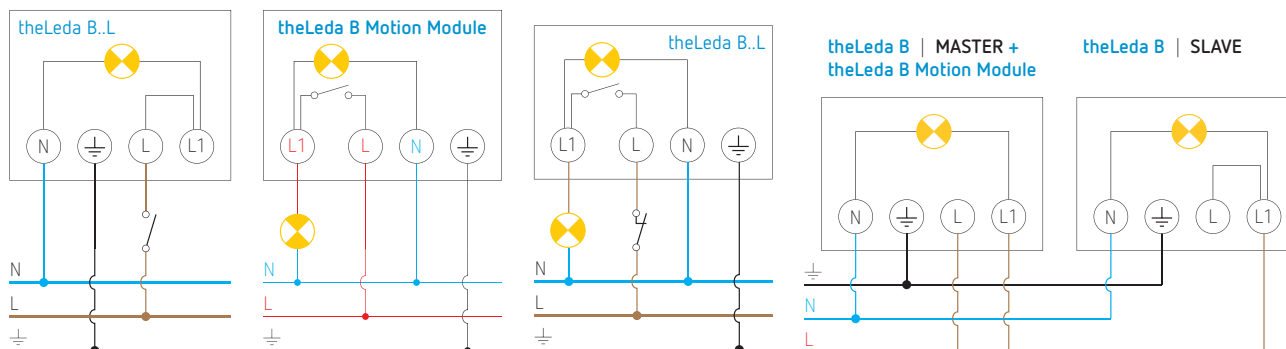 theLeda B..L
N
L
L1
N
L
theLeda B Motion Module
L1
L
N
N
L
theLeda B..L
L1
L
N
N
L
theLeda B | MASTER +
theLeda B Motion Module
N
L
L1
theLeda B | SLAVE
N
L
L1
N
L